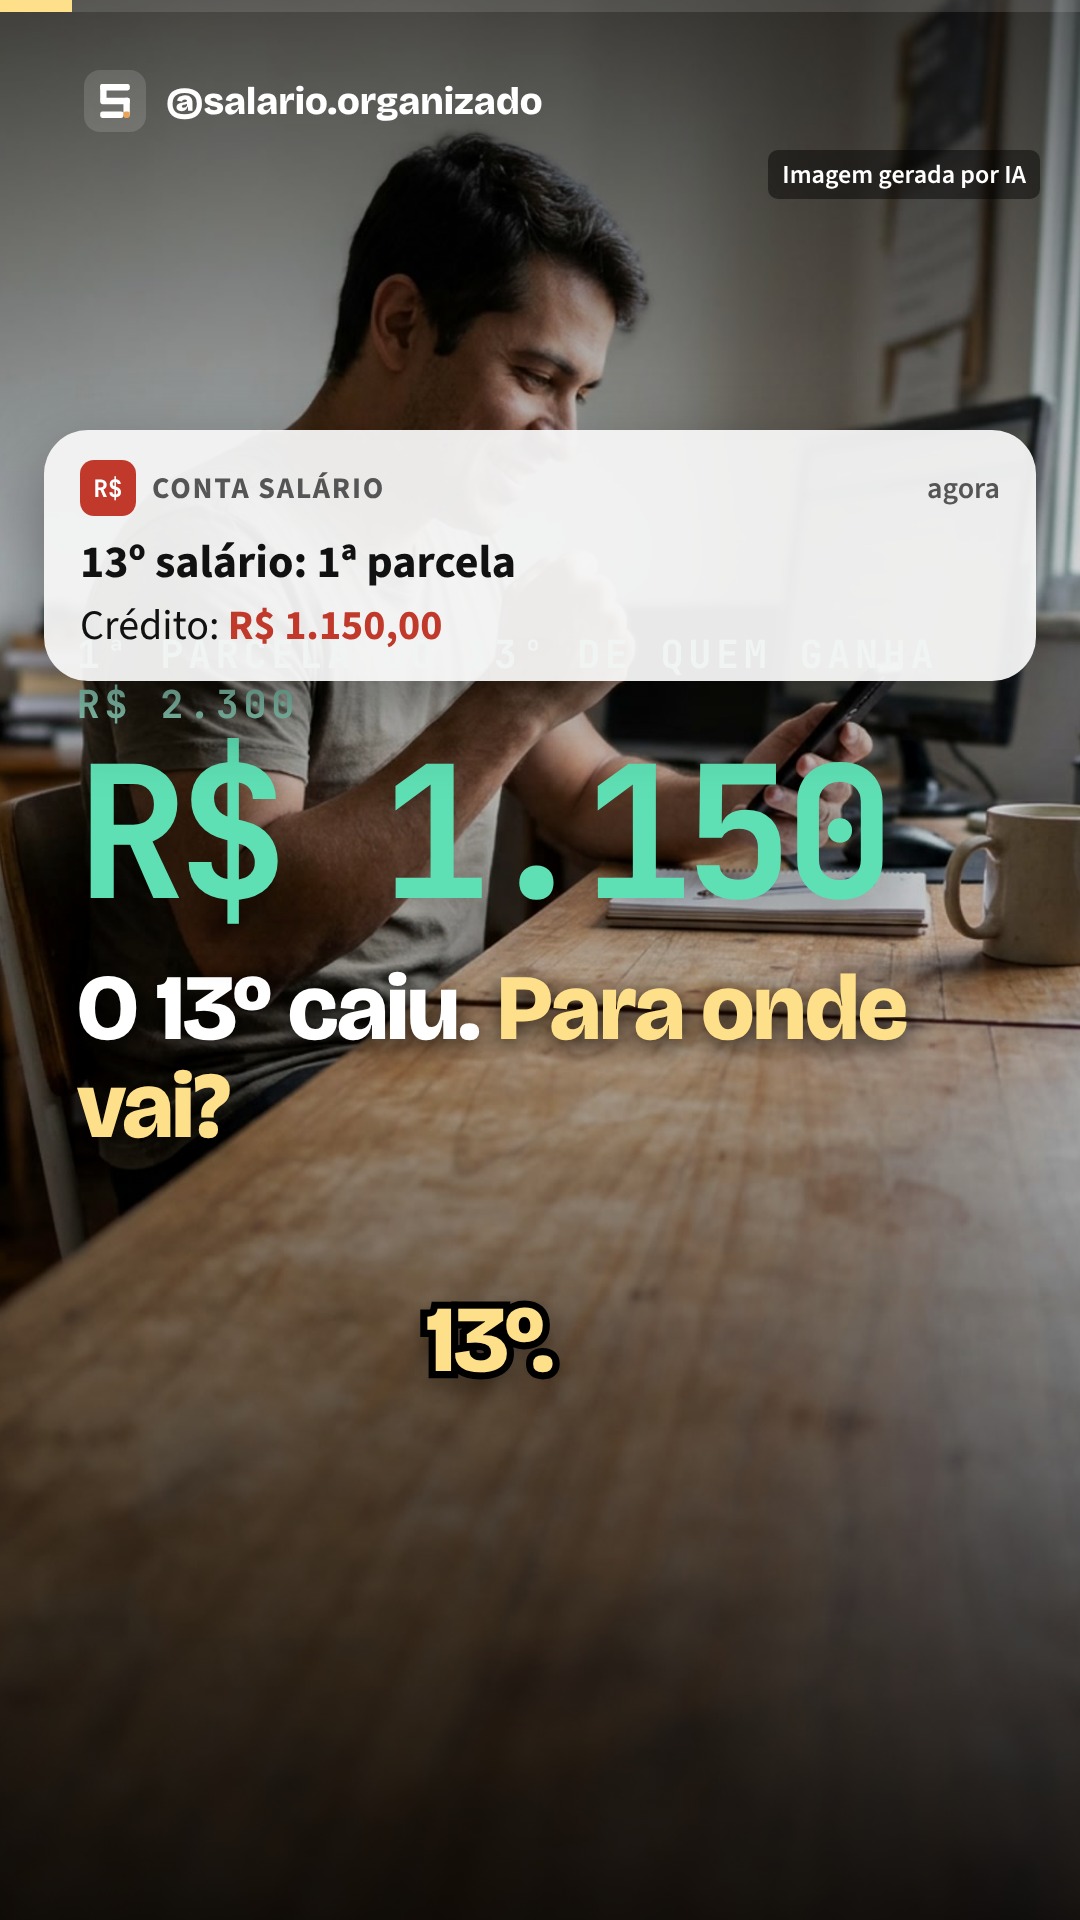 @salario.organizado
Imagem gerada por IA
R$ CONTA SALÁRIO agora
13º salário: 1ª parcela
Crédito: R$ 1.150,00
1ª PARCELA DO 13º DE QUEM GANHA
R$ 2.300
R$ 1.150
O 13º caiu. Para onde
vai?
13º.